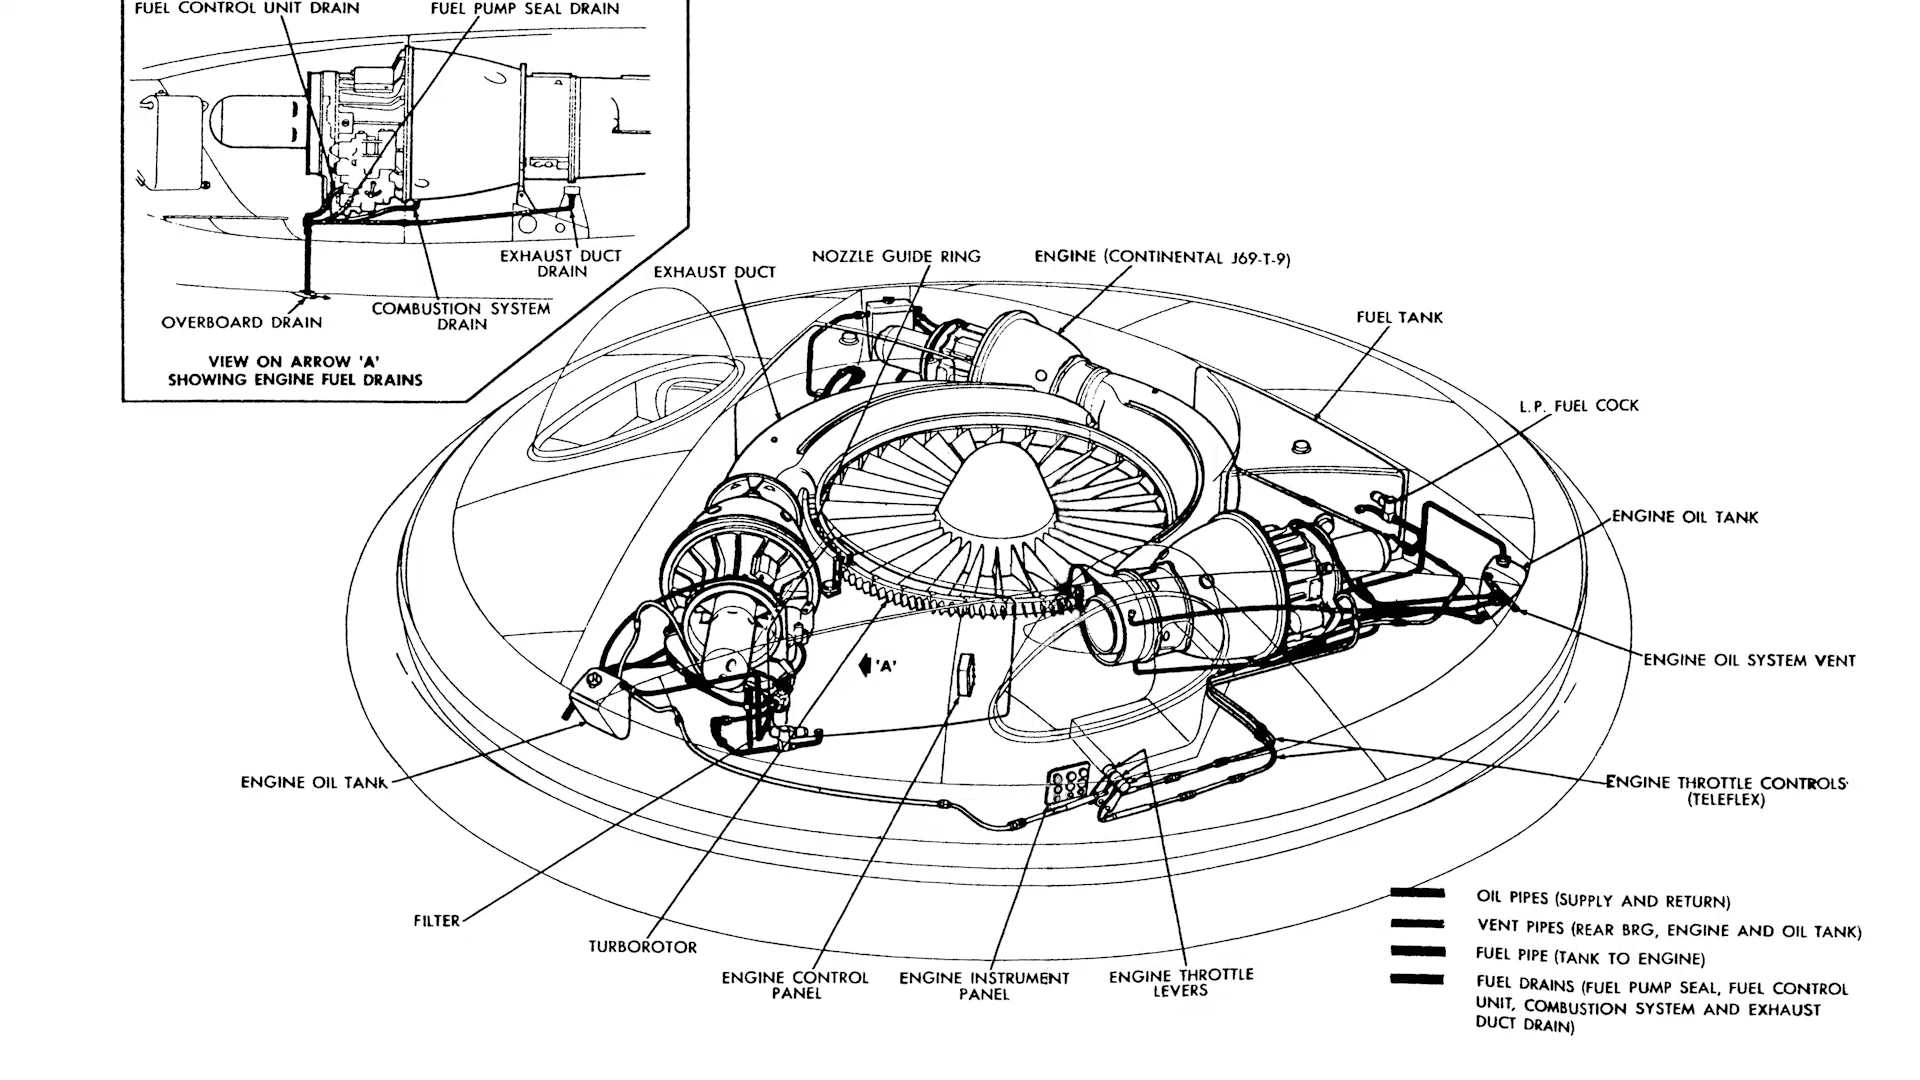 FUEL CONTROL UNIT DRAIN
FUEL PUMP SEAL DRAIN
EXHAUST DUCT
DRAIN
COMBUSTION SYSTEM
DRAIN
OVERBOARD DRAIN
VIEW ON ARROW 'A'
SHOWING ENGINE FUEL DRAINS
EXHAUST DUCT
NOZZLE GUIDE RING
ENGINE (CONTINENTAL J69-T-9)
FUEL TANK
L.P. FUEL COCK
ENGINE OIL TANK
ENGINE OIL SYSTEM VENT
'A'
ENGINE OIL TANK
ENGINE THROTTLE CONTROLS
(TELEFLEX)
FILTER
TURBOROTOR
ENGINE CONTROL
PANEL
ENGINE INSTRUMENT
PANEL
ENGINE THROTTLE
LEVERS
OIL PIPES (SUPPLY AND RETURN)
VENT PIPES (REAR BRG, ENGINE AND OIL TANK)
FUEL PIPE (TANK TO ENGINE)
FUEL DRAINS (FUEL PUMP SEAL, FUEL CONTROL
UNIT, COMBUSTION SYSTEM AND EXHAUST
DUCT DRAIN)